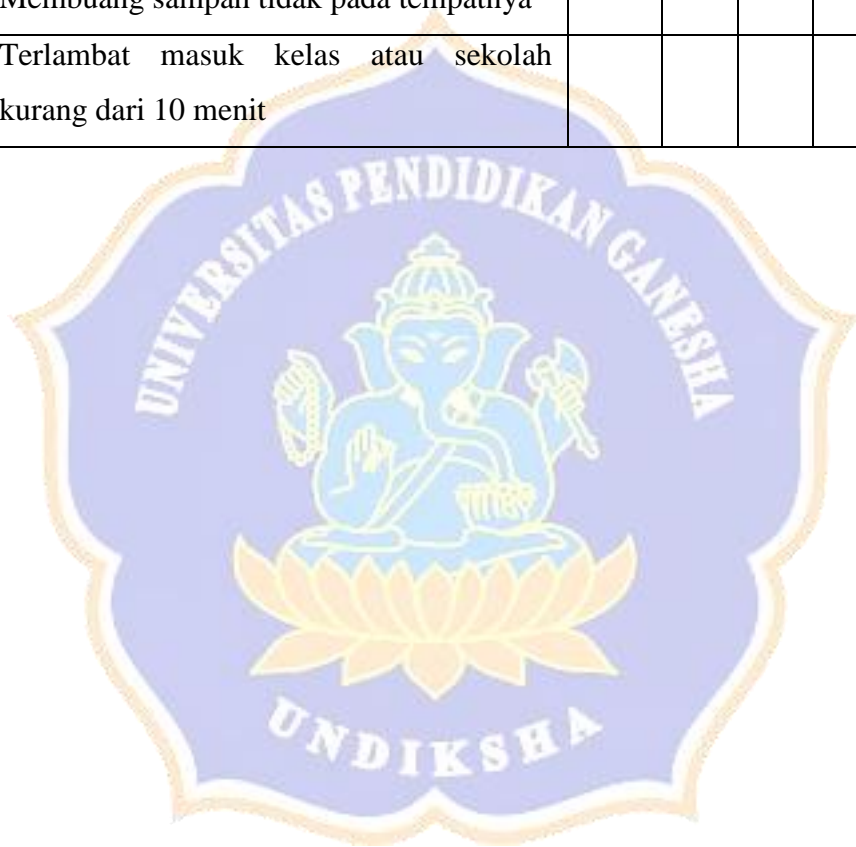 Membuang sampah tidak pada tempatnya
Terlambat masuk kelas atau sekolah
kurang dari 10 menit
UNIVERSITAS PENDIDIKAN GANESHA
UNDIKSHA